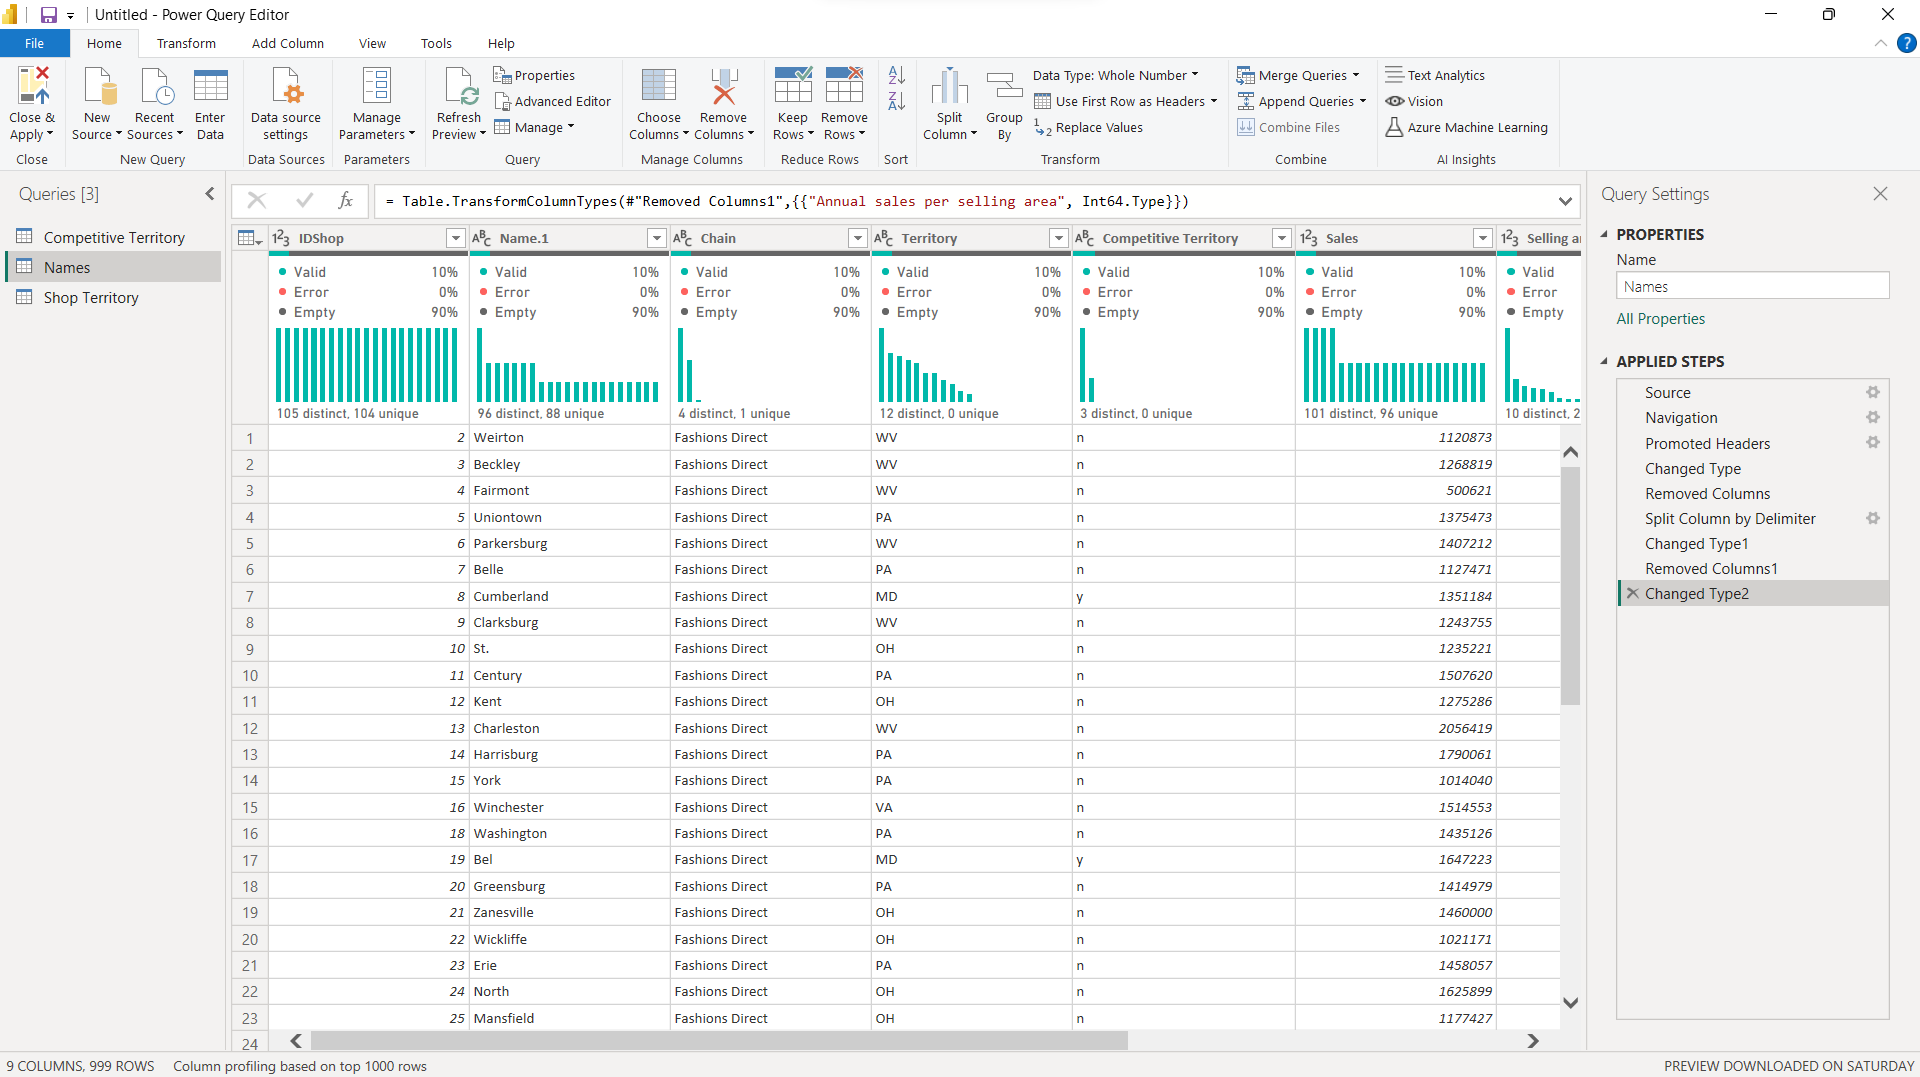 Untitled - Power Query Editor
File Home Transform Add Column View Tools Help
Close & Apply
New Source
Recent Sources
Enter Data
Data source settings
Manage Parameters
Refresh Preview
Properties
Advanced Editor
Manage
Choose Columns
Remove Columns
Keep Rows
Remove Rows
Split Column
Group By
Data Type: Whole Number
Use First Row as Headers
Replace Values
Merge Queries
Append Queries
Combine Files
Text Analytics
Vision
Azure Machine Learning
Close New Query Data Sources Parameters Query Manage Columns Reduce Rows Sort Transform Combine AI Insights
Queries [3]
Competitive Territory
Names
Shop Territory
fx = Table.TransformColumnTypes(#"Removed Columns1",{{"Annual sales per selling area", Int64.Type}})
IDShop Name.1 Chain Territory Competitive Territory Sales Selling a
Valid 10% Valid 10% Valid 10% Valid 10% Valid 10% Valid 10% Valid
Error 0% Error 0% Error 0% Error 0% Error 0% Error 0% Error
Empty 90% Empty 90% Empty 90% Empty 90% Empty 90% Empty 90% Empty
105 distinct, 104 unique 96 distinct, 88 unique 4 distinct, 1 unique 12 distinct, 0 unique 3 distinct, 0 unique 101 distinct, 96 unique 10 distinct, 2
1 2 Weirton Fashions Direct WV n 1120873
2 3 Beckley Fashions Direct WV n 1268819
3 4 Fairmont Fashions Direct WV n 500621
4 5 Uniontown Fashions Direct PA n 1375473
5 6 Parkersburg Fashions Direct WV n 1407212
6 7 Belle Fashions Direct PA n 1127471
7 8 Cumberland Fashions Direct MD y 1351184
8 9 Clarksburg Fashions Direct WV n 1243755
9 10 St. Fashions Direct OH n 1235221
10 11 Century Fashions Direct PA n 1507620
11 12 Kent Fashions Direct OH n 1275286
12 13 Charleston Fashions Direct WV n 2056419
13 14 Harrisburg Fashions Direct PA n 1790061
14 15 York Fashions Direct PA n 1014040
15 16 Winchester Fashions Direct VA n 1514553
16 18 Washington Fashions Direct PA n 1435126
17 19 Bel Fashions Direct MD y 1647223
18 20 Greensburg Fashions Direct PA n 1414979
19 21 Zanesville Fashions Direct OH n 1460000
20 22 Wickliffe Fashions Direct OH n 1021171
21 23 Erie Fashions Direct PA n 1458057
22 24 North Fashions Direct OH n 1625899
23 25 Mansfield Fashions Direct OH n 1177427
24
Query Settings
PROPERTIES
Name
Names
All Properties
APPLIED STEPS
Source
Navigation
Promoted Headers
Changed Type
Removed Columns
Split Column by Delimiter
Changed Type1
Removed Columns1
Changed Type2
9 COLUMNS, 999 ROWS Column profiling based on top 1000 rows PREVIEW DOWNLOADED ON SATURDAY